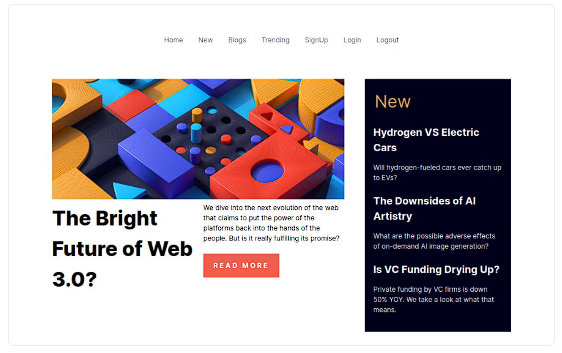 Home New Blogs Trending SignUp Login Logout
The Bright
Future of Web
3.0?
We dive into the next evolution of the web
that claims to put the power of the
platforms back into the hands of the
people. But is it really fulfilling its promise?
READ MORE
New
Hydrogen VS Electric
Cars
Will hydrogen-fueled cars ever catch up
to EVs?
The Downsides of AI
Artistry
What are the possible adverse effects
of on-demand AI image generation?
Is VC Funding Drying Up?
Private funding by VC firms is down
50% YOY. We take a look at what that
means.